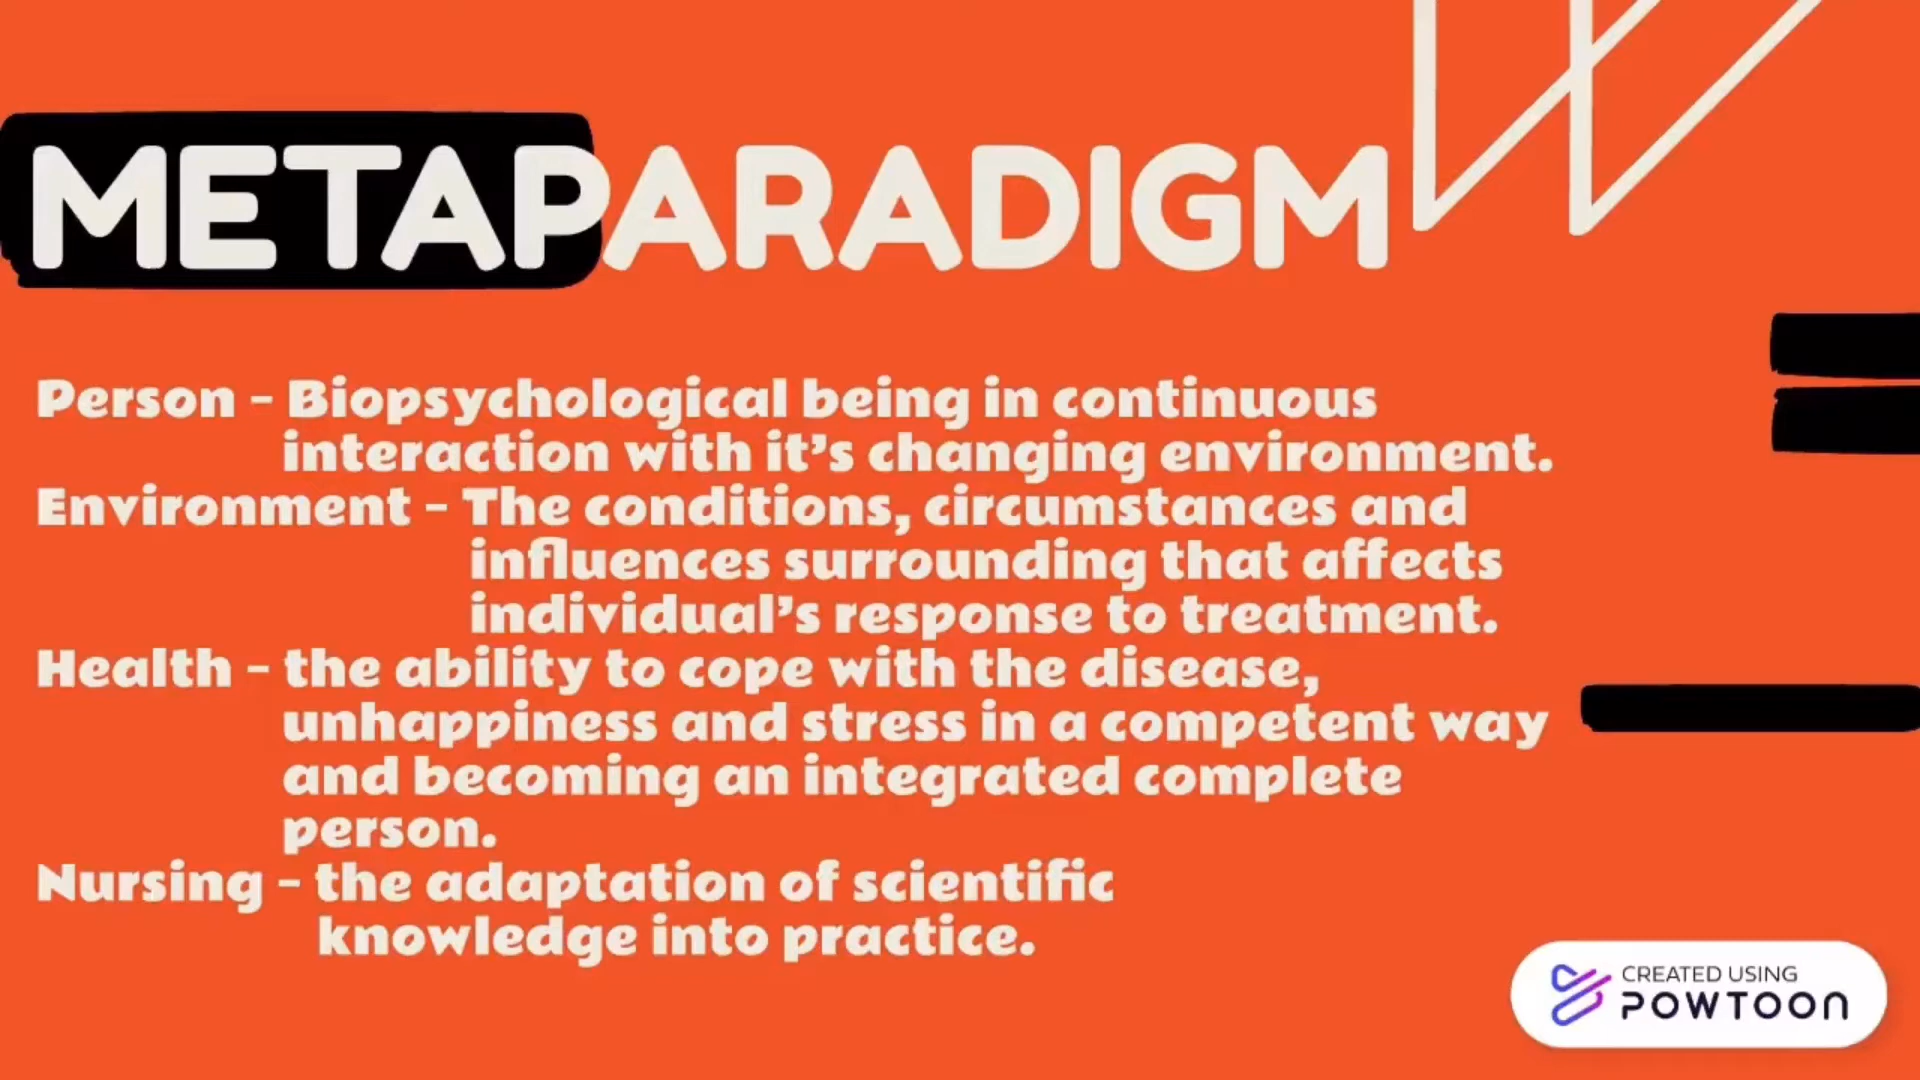 METAPARADIGM
Person - Biopsychological being in continuous
interaction with it's changing environment.
Environment - The conditions, circumstances and
influences surrounding that affects
individual's response to treatment.
Health - the ability to cope with the disease,
unhappiness and stress in a competent way
and becoming an integrated complete
person.
Nursing - the adaptation of scientific
knowledge into practice.
CREATED USING
POWTOON